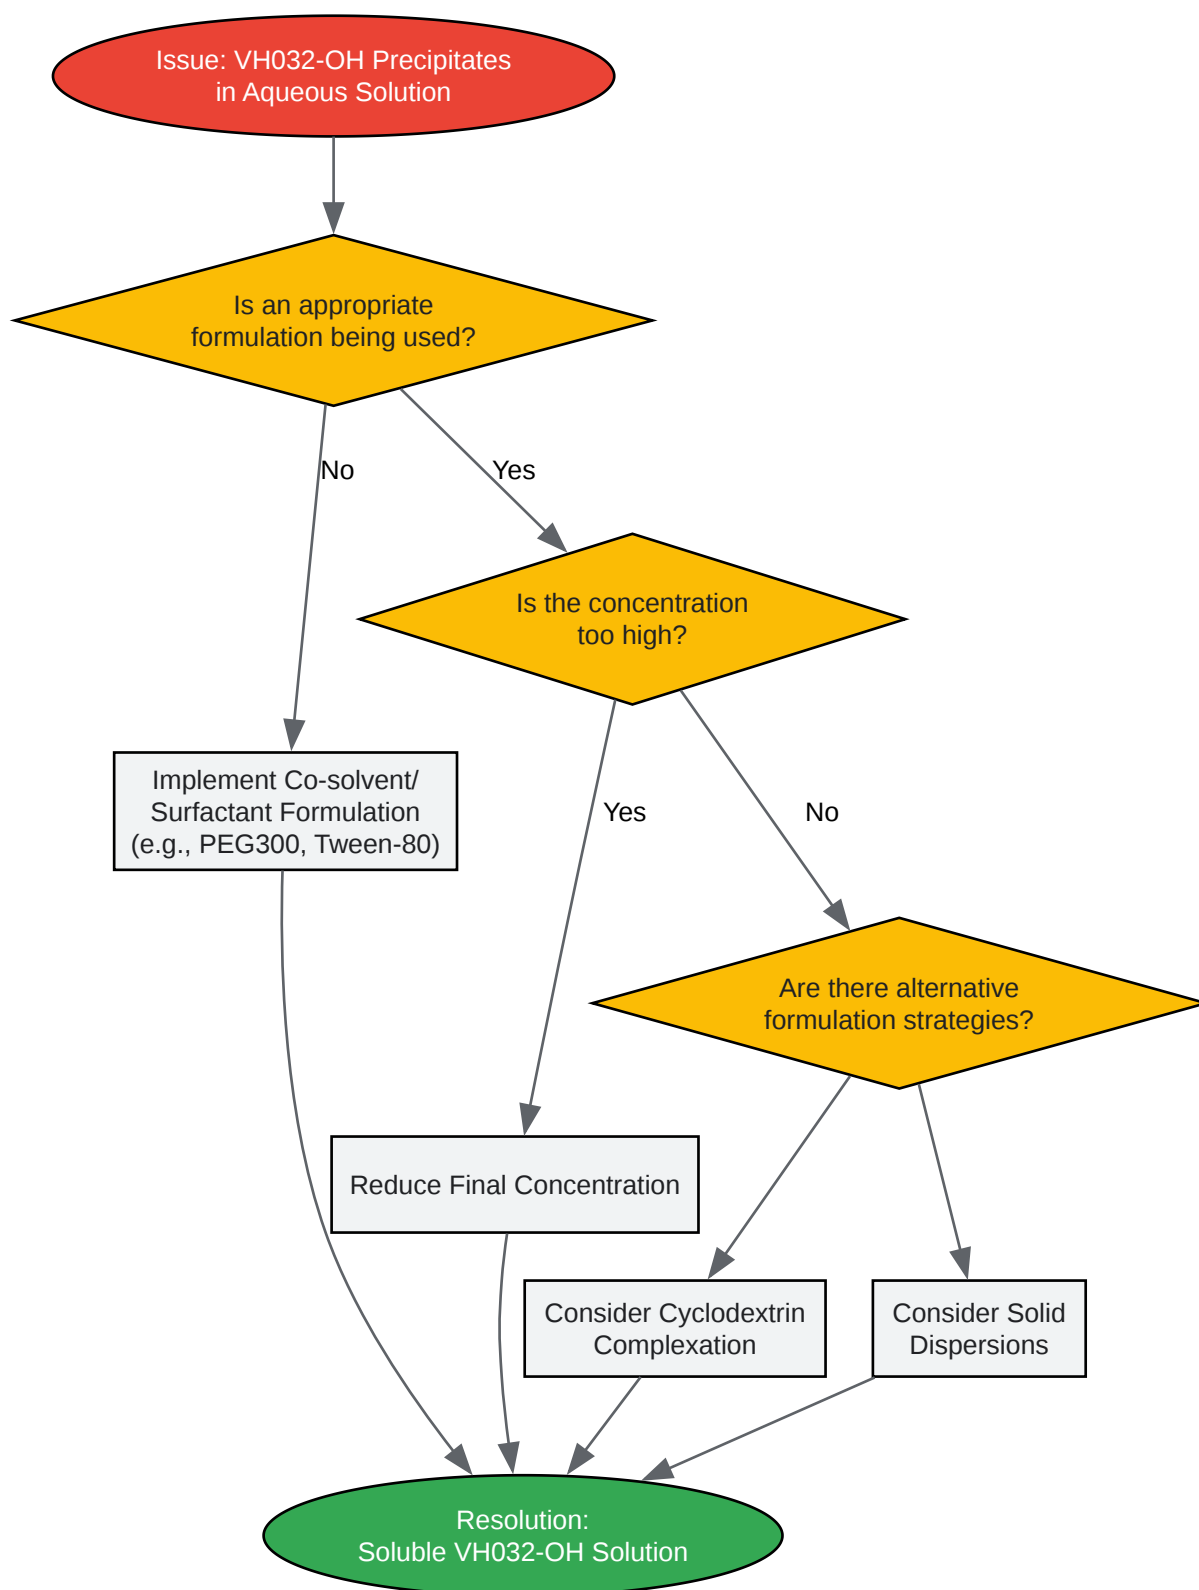 Issue: VH032-OH Precipitates
in Aqueous Solution
Is an appropriate
formulation being used?
No
Yes
Is the concentration
too high?
Implement Co-solvent/
Surfactant Formulation
(e.g., PEG300, Tween-80)
Yes
No
Are there alternative
formulation strategies?
Reduce Final Concentration
Consider Cyclodextrin
Complexation
Consider Solid
Dispersions
Resolution:
Soluble VH032-OH Solution